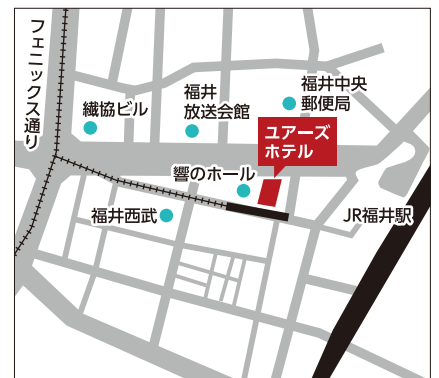 フェニックス通り
繊協ビル
福井
放送会館
福井中央
郵便局
ユアーズ
ホテル
響のホール
福井西武
JR福井駅